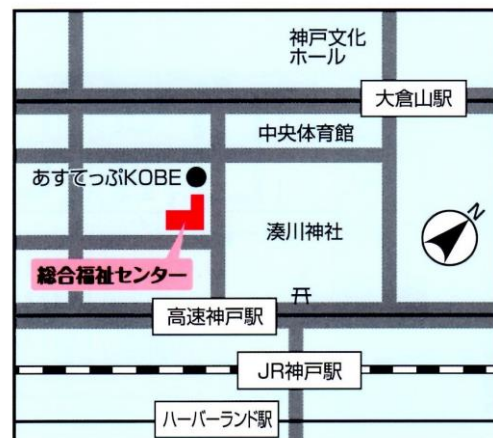 神戸文化
ホール
大倉山駅
中央体育館
あすてっぷKOBE
湊川神社
N
総合福祉センター
高速神戸駅
JR神戸駅
ハーバーランド駅